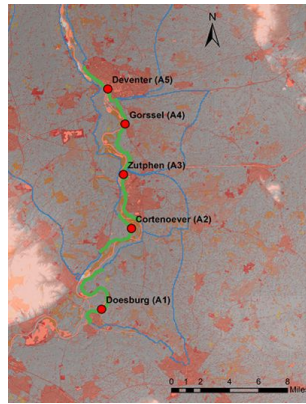 N
Deventer (A5)
Gorssel (A4)
Zutphen (A3)
Cortenoever (A2)
Doesburg (A1)
0 1 2 4 6 8
Miles